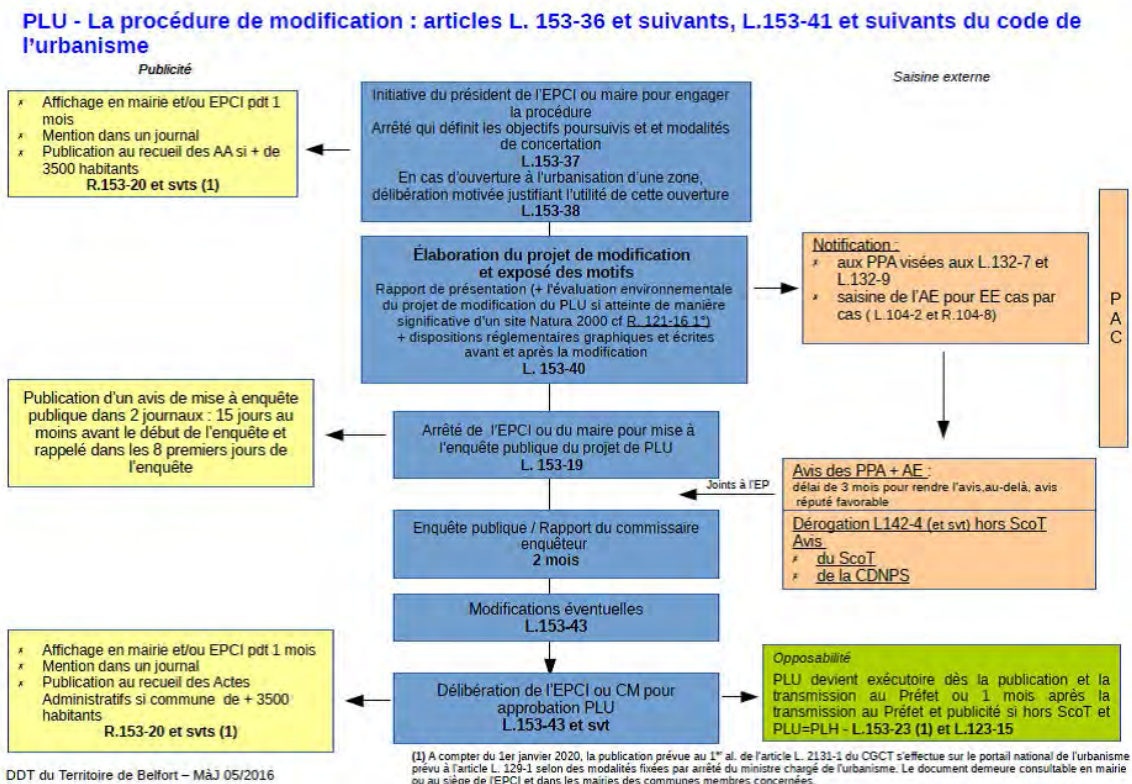 PLU - La procédure de modification : articles L. 153-36 et suivants, L.153-41 et suivants du code de
l'urbanisme
Publicité
Saisine externe
✗ Affichage en mairie et/ou EPCI pdt 1
mois
✗ Mention dans un journal
✗ Publication au recueil des AA si + de
3500 habitants
R.153-20 et svts (1)
Initiative du président de l'EPCI ou maire pour engager
la procédure
Arrêté qui définit les objectifs poursuivis et et modalités
de concertation
L.153-37
En cas d'ouverture à l'urbanisation d'une zone,
délibération motivée justifiant l'utilité de cette ouverture
L.153-38
Élaboration du projet de modification
et exposé des motifs
Rapport de présentation (+ l'évaluation environnementale
du projet de modification du PLU si atteinte de manière
significative d'un site Natura 2000 cf R. 121-16 1°)
+ dispositions réglementaires graphiques et écrites
avant et après la modification
L. 153-40
Notification :
✗ aux PPA visées aux L.132-7 et
L.132-9
✗ saisine de l'AE pour EE cas par
cas ( L.104-2 et R.104-8)
P
A
C
Publication d'un avis de mise à enquête
publique dans 2 journaux : 15 jours au
moins avant le début de l'enquête et
rappelé dans les 8 premiers jours de
l'enquête
Arrêté de l'EPCI ou du maire pour mise à
l'enquête publique du projet de PLU
L. 153-19
Joints à l'EP
Avis des PPA + AE :
délai de 3 mois pour rendre l'avis,au-delà, avis
réputé favorable
Dérogation L142-4 (et svt) hors ScoT
Avis
✗ du ScoT
✗ de la CDNPS
Enquête publique / Rapport du commissaire
enquêteur
2 mois
Modifications éventuelles
L.153-43
✗ Affichage en mairie et/ou EPCI pdt 1 mois
✗ Mention dans un journal
✗ Publication au recueil des Actes
Administratifs si commune de + 3500
habitants
R.153-20 et svts (1)
Délibération de l'EPCI ou CM pour
approbation PLU
L.153-43 et svt
Opposabilité
PLU devient exécutoire dès la publication et la
transmission au Préfet ou 1 mois après la
transmission au Préfet et publicité si hors ScoT et
PLU=PLH - L.153-23 (1) et L.123-15
(1) A compter du 1er janvier 2020, la publication prévue au 1er al. de l'article L. 2131-1 du CGCT s'effectue sur le portail national de l'urbanisme
prévu à l'article L. 129-1 selon des modalités fixées par arrêté du ministre chargé de l'urbanisme. Le document demeure consultable en mairie
ou au siège de l'EPCI et dans les mairies des communes membres concernées.
DDT du Territoire de Belfort – MàJ 05/2016